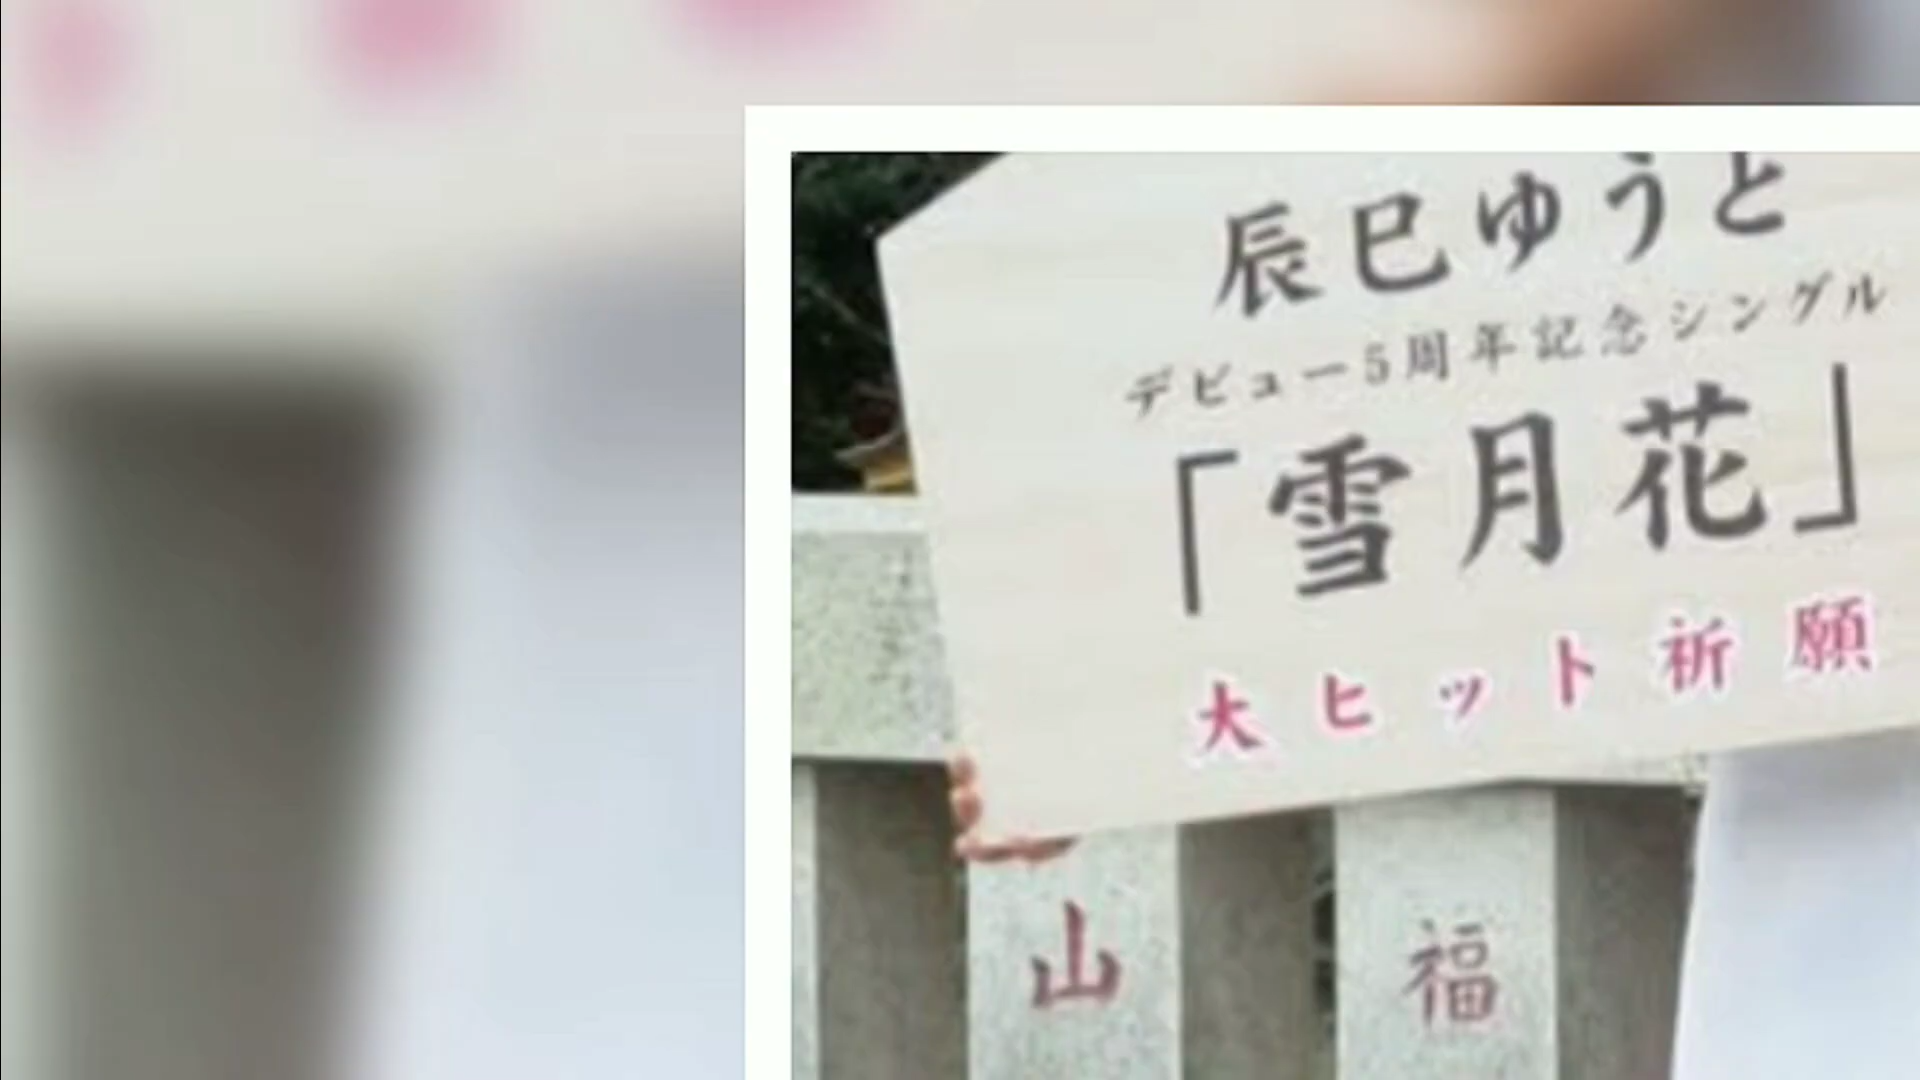 辰巳ゆうと
デビュー5周年記念シングル
「雪月花」
大ヒット祈願
山
福